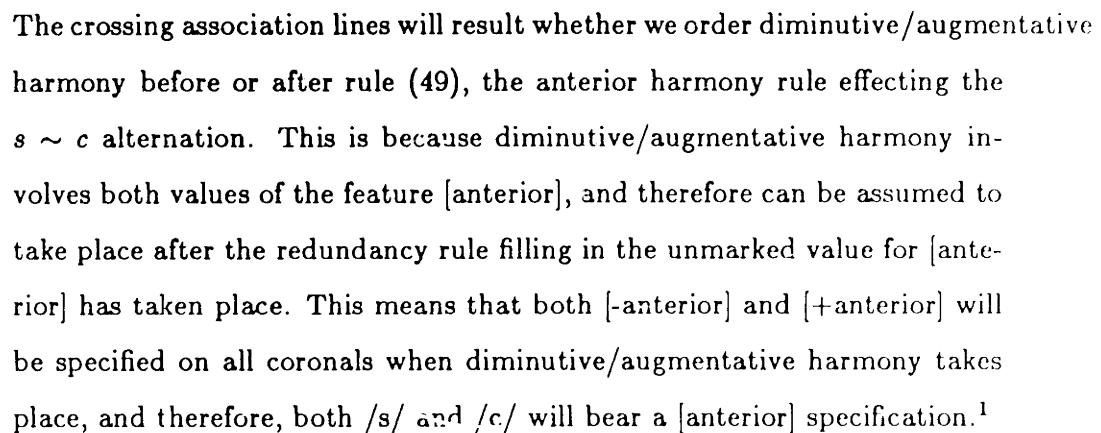 The crossing association lines will result whether we order diminutive/augmentative
harmony before or after rule (49), the anterior harmony rule effecting the
s ~ c alternation. This is because diminutive/augmentative harmony in-
volves both values of the feature [anterior], and therefore can be assumed to
take place after the redundancy rule filling in the unmarked value for [ante-
rior] has taken place. This means that both [-anterior] and [+anterior] will
be specified on all coronals when diminutive/augmentative harmony takes
place, and therefore, both /s/ and /c/ will bear a [anterior] specification.¹